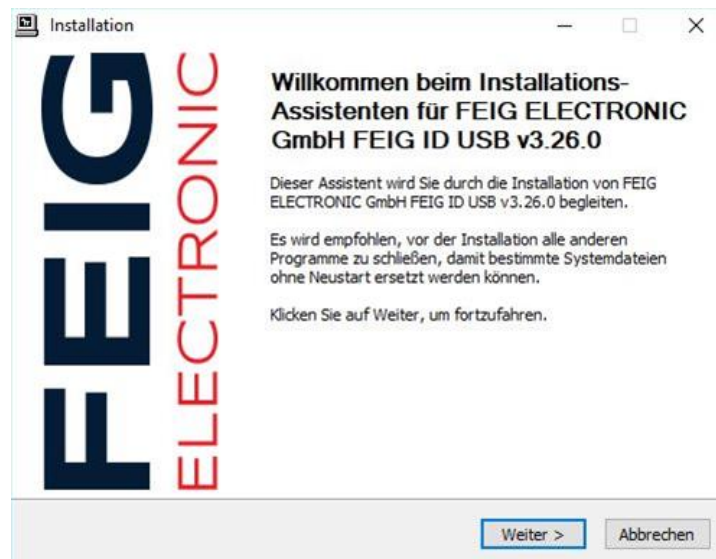 Installation
FEIG
ELECTRONIC
Willkommen beim Installations-
Assistenten für FEIG ELECTRONIC
GmbH FEIG ID USB v3.26.0
Dieser Assistent wird Sie durch die Installation von FEIG
ELECTRONIC GmbH FEIG ID USB v3.26.0 begleiten.
Es wird empfohlen, vor der Installation alle anderen
Programme zu schließen, damit bestimmte Systemdateien
ohne Neustart ersetzt werden können.
Klicken Sie auf Weiter, um fortzufahren.
Weiter >
Abbrechen